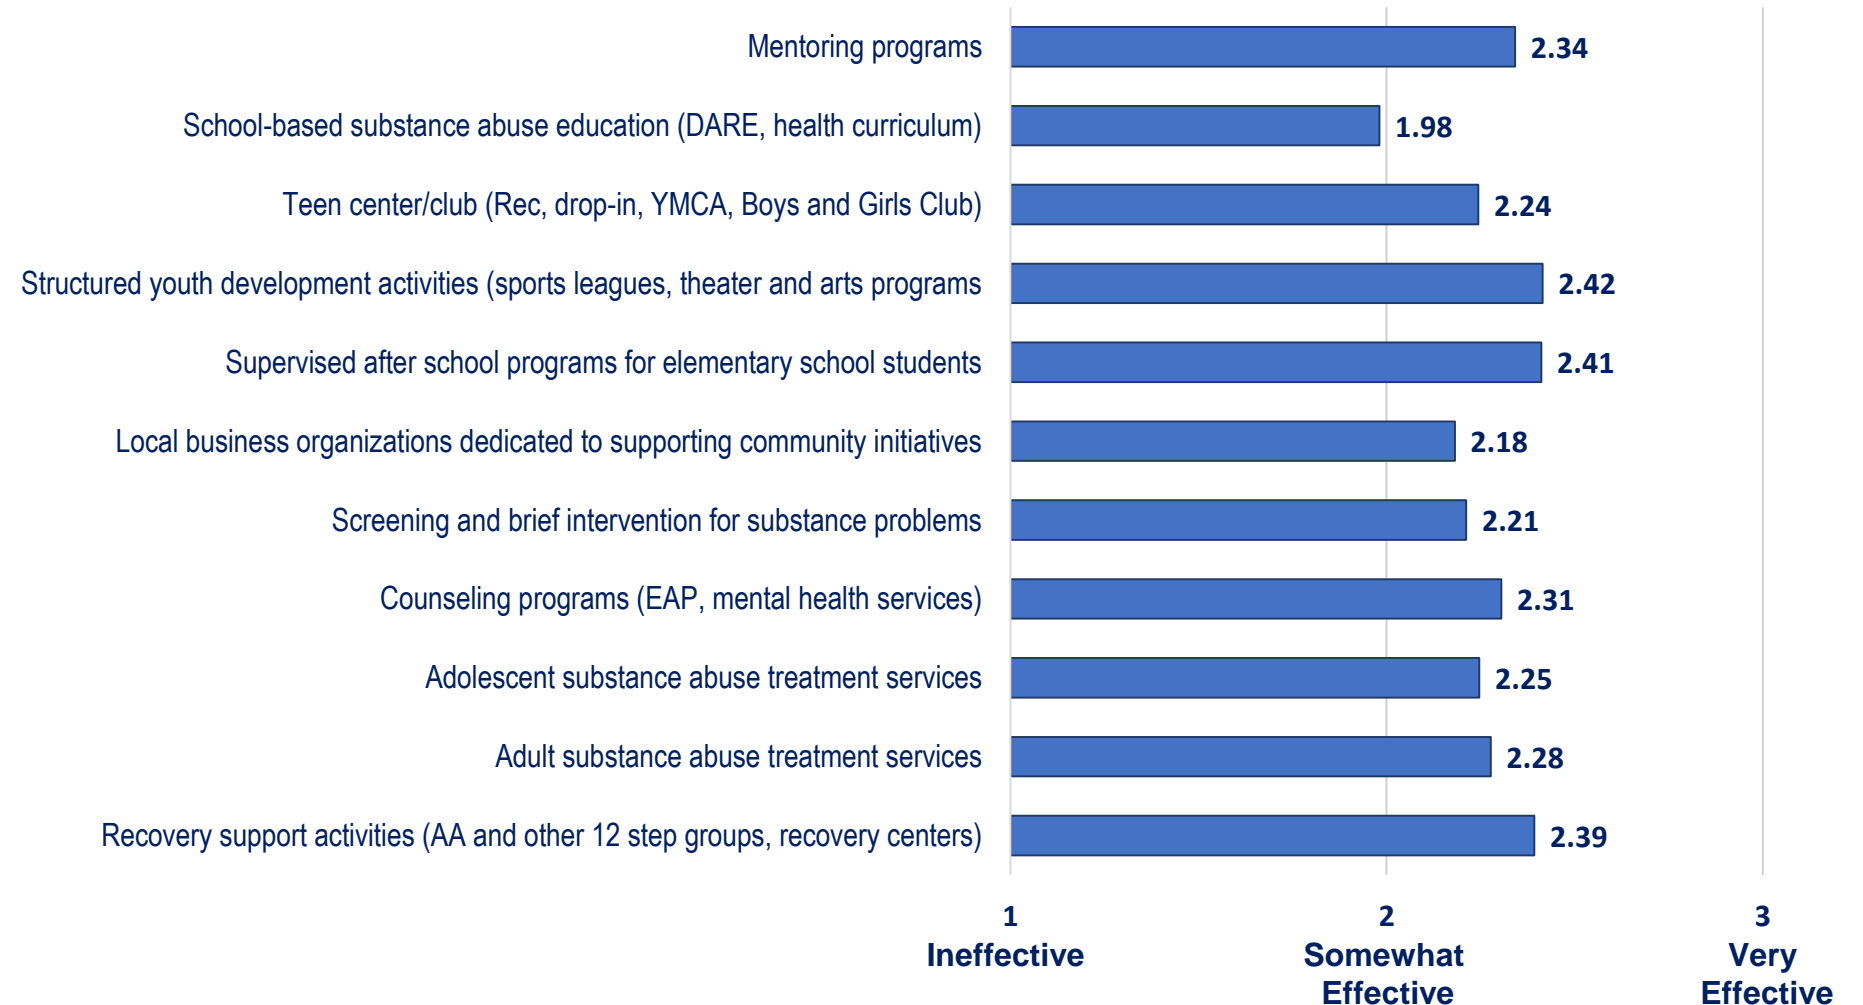 Mentoring programs 2.34
School-based substance abuse education (DARE, health curriculum) 1.98
Teen center/club (Rec, drop-in, YMCA, Boys and Girls Club) 2.24
Structured youth development activities (sports leagues, theater and arts programs 2.42
Supervised after school programs for elementary school students 2.41
Local business organizations dedicated to supporting community initiatives 2.18
Screening and brief intervention for substance problems 2.21
Counseling programs (EAP, mental health services) 2.31
Adolescent substance abuse treatment services 2.25
Adult substance abuse treatment services 2.28
Recovery support activities (AA and other 12 step groups, recovery centers) 2.39
1 2 3
Ineffective Somewhat Very
Effective Effective